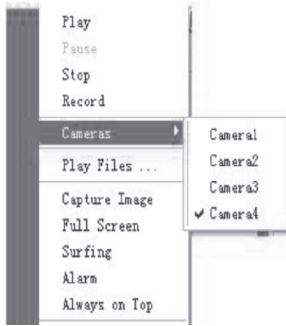 Play
Pause
Stop
Record
Cameras
Play Files ...
Capture Image
Full Screen
Surfing
Alarm
Always on Top
Camera1
Camera2
Camera3
Camera4